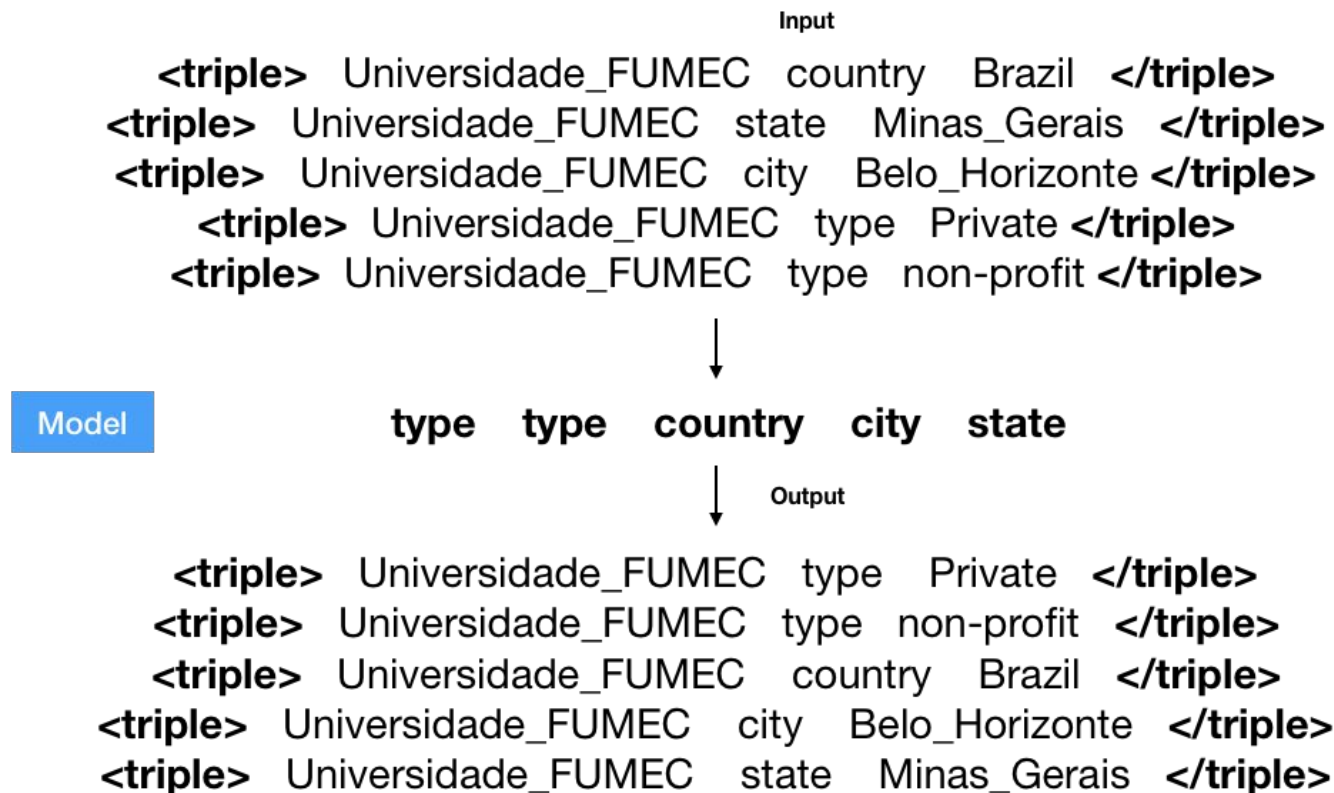 Input
<triple> Universidade_FUMEC country Brazil </triple>
<triple> Universidade_FUMEC state Minas_Gerais </triple>
<triple> Universidade_FUMEC city Belo_Horizonte </triple>
<triple> Universidade_FUMEC type Private </triple>
<triple> Universidade_FUMEC type non-profit </triple>
Model
type type country city state
Output
<triple> Universidade_FUMEC type Private </triple>
<triple> Universidade_FUMEC type non-profit </triple>
<triple> Universidade_FUMEC country Brazil </triple>
<triple> Universidade_FUMEC city Belo_Horizonte </triple>
<triple> Universidade_FUMEC state Minas_Gerais </triple>